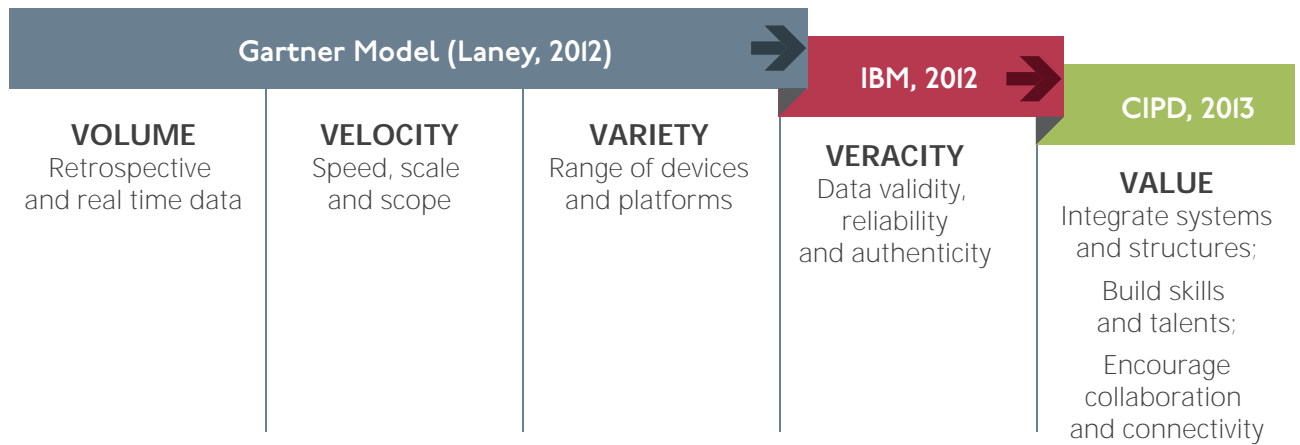 Gartner Model (Laney, 2012)
IBM, 2012
CIPD, 2013
VOLUME
Retrospective
and real time data
VELOCITY
Speed, scale
and scope
VARIETY
Range of devices
and platforms
VERACITY
Data validity,
reliability
and authenticity
VALUE
Integrate systems
and structures;
Build skills
and talents;
Encourage
collaboration
and connectivity